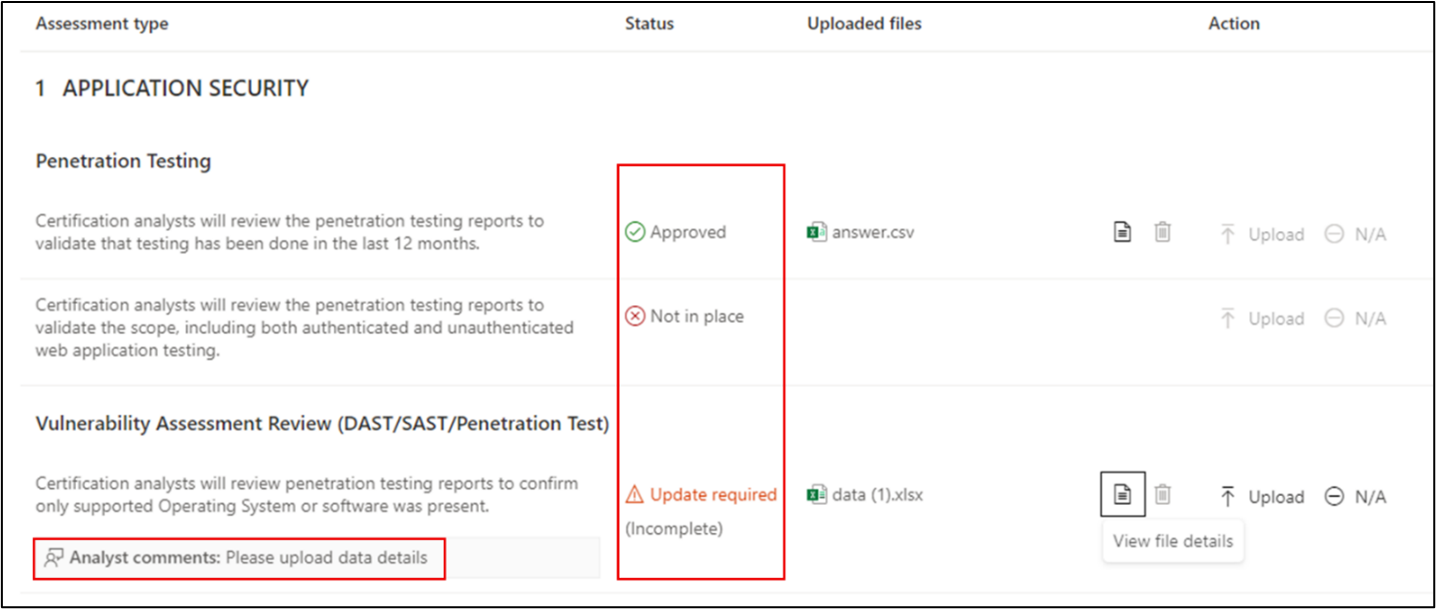 Assessment type Status Uploaded files Action
1 APPLICATION SECURITY
Penetration Testing
Certification analysts will review the penetration testing reports to
validate that testing has been done in the last 12 months.
Approved answer.csv Upload N/A
Certification analysts will review the penetration testing reports to
validate the scope, including both authenticated and unauthenticated
web application testing.
Not in place Upload N/A
Vulnerability Assessment Review (DAST/SAST/Penetration Test)
Certification analysts will review penetration testing reports to confirm
only supported Operating System or software was present.
Update required data (1).xlsx Upload N/A
(Incomplete)
View file details
Analyst comments: Please upload data details